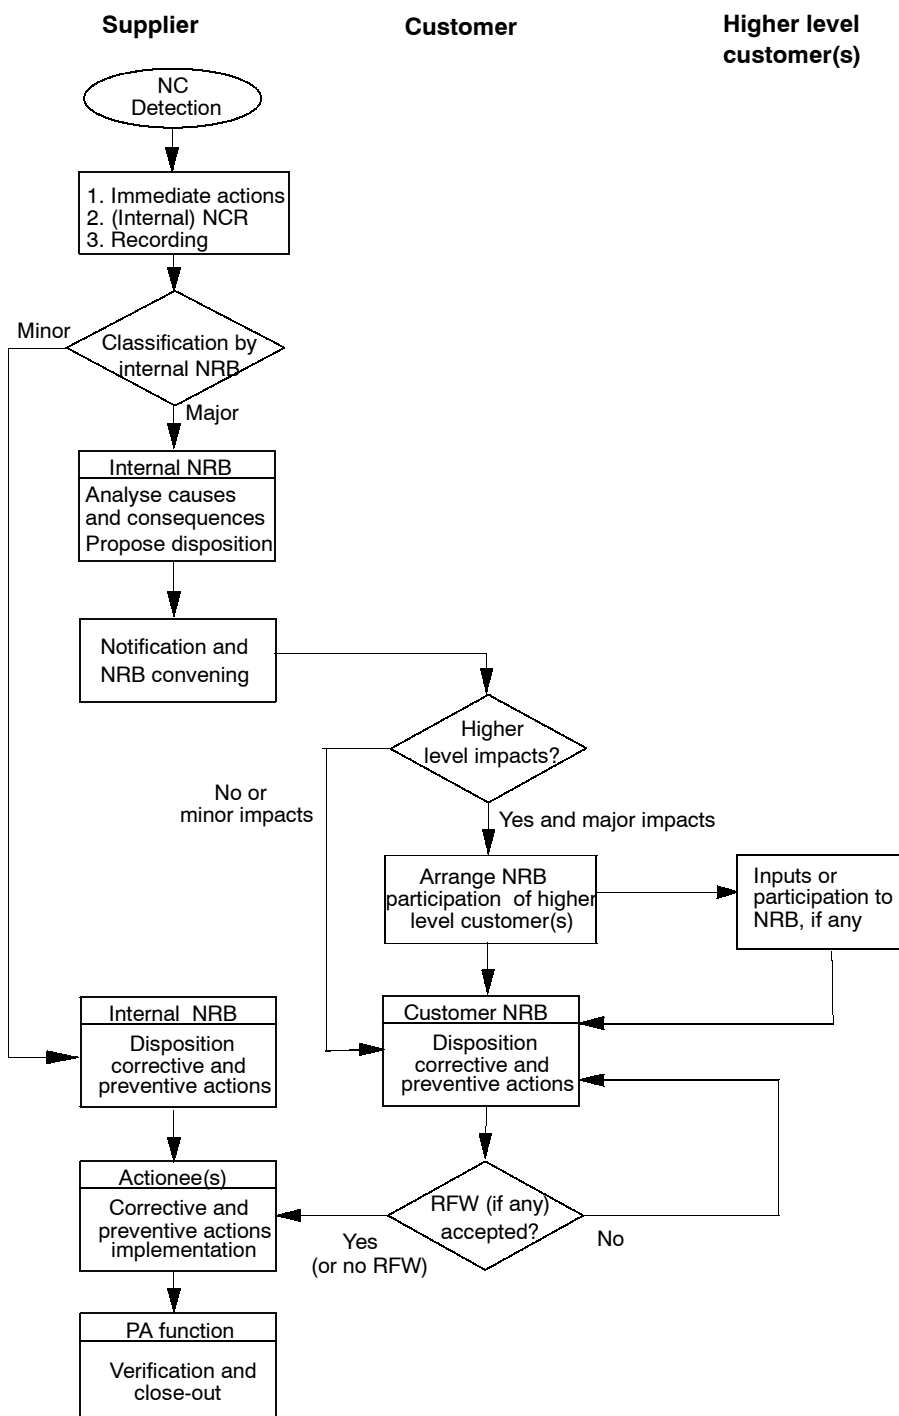 Supplier
Customer
Higher level
customer(s)
NC
Detection
1. Immediate actions
2. (Internal) NCR
3. Recording
Minor
Classification by
internal NRB
Major
Internal NRB
Analyse causes
and consequences
Propose disposition
Notification and
NRB convening
Higher
level impacts?
No or
minor impacts
Yes and major impacts
Arrange NRB
participation of higher
level customer(s)
Inputs or
participation to
NRB, if any
Internal NRB
Disposition
corrective and
preventive actions
Customer NRB
Disposition
corrective and
preventive actions
Actionee(s)
Corrective and
preventive actions
implementation
RFW (if any)
accepted?
Yes
(or no RFW)
No
PA function
Verification and
close-out